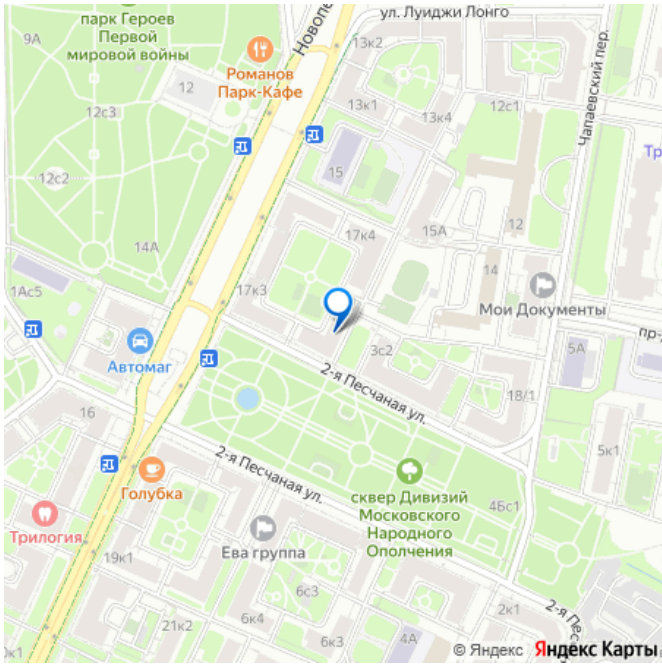 ул. Луиджи Лонго
парк Героев
Первой
мировой войны
9А
13к2
Новопе
Романов
Парк-Кафе
12
13к1
13к4
12с1
Чапаевский пер.
12с3
Тр
15
12с2
12
15А
17к4
14А
14
17к3
Мои Документы
1Ас5
пр-
Автомаг
3с2
5А
2-я Песчаная ул.
18/1
16
5к1
2-я Песчаная ул.
Голубка
сквер Дивизий
Московского
Народного
Ополчения
4Бс1
Трилогия
Ева группа
19к1
2-я Пес
2к1
21к2
6к2
6к3
4А
0к1
© Яндекс Яндекс Карты